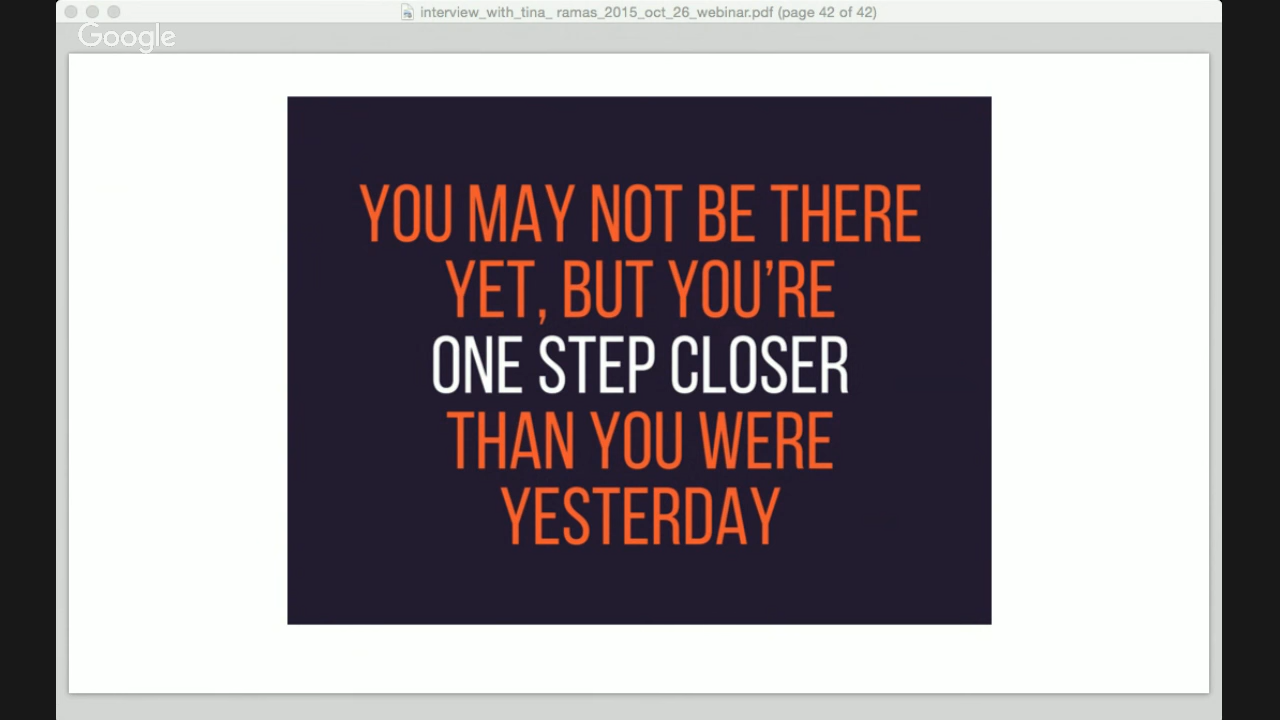 interview_with_tina_ ramas_2015_oct_26_webinar.pdf (page 42 of 42)
Google
YOU MAY NOT BE THERE
YET, BUT YOU’RE
ONE STEP CLOSER
THAN YOU WERE
YESTERDAY